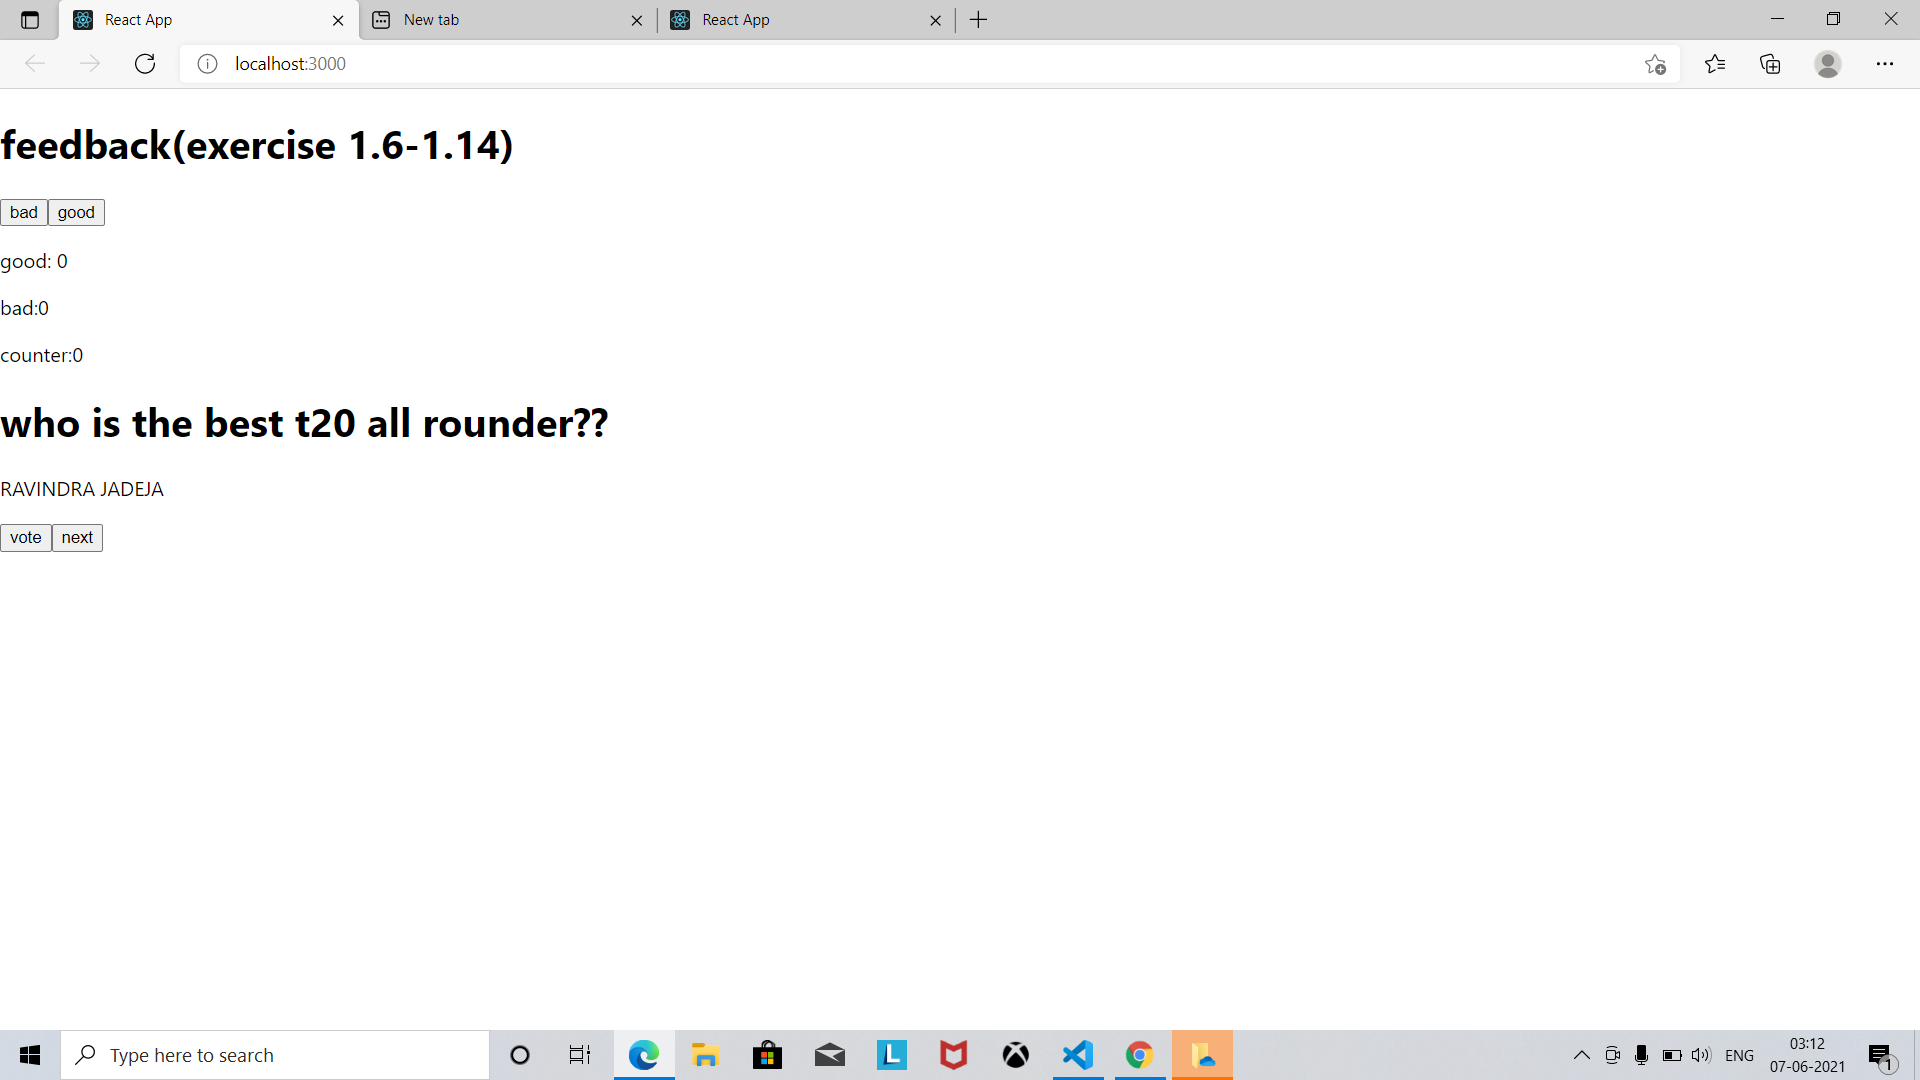 React App
New tab
React App
localhost:3000
feedback(exercise 1.6-1.14)
bad good
good: 0
bad:0
counter:0
who is the best t20 all rounder??
RAVINDRA JADEJA
vote next
Type here to search
L
ENG
03:12
07-06-2021
1